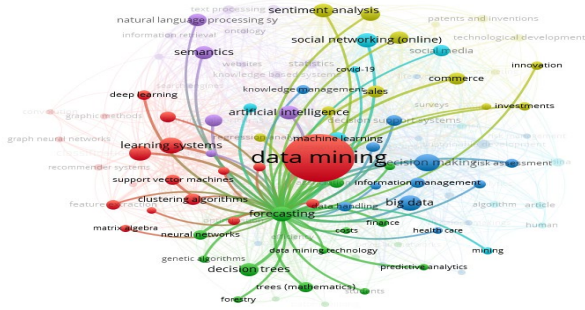 text processing
sentiment analysis
natural language processing sy
patents and inventions
ontology
information retrieval
social networking (online)
technological development
semantics
social media
websites
statistics
covid-19
innovation
knowledge based systems
commerce
knowledge management
sales
deep learning
surveys
investments
artificial intelligence
graphic methods
decision support systems
graph neural networks
regression analysis
machine learning
learning systems
data mining
decision making
risk assessment
recommender systems
support vector machines
information management
clustering algorithms
big data
data handling
algorithm
article
forecasting
finance
human
matrix algebra
neural networks
costs
health care
data mining technology
mining
genetic algorithms
decision trees
predictive analytics
trees (mathematics)
students
forestry